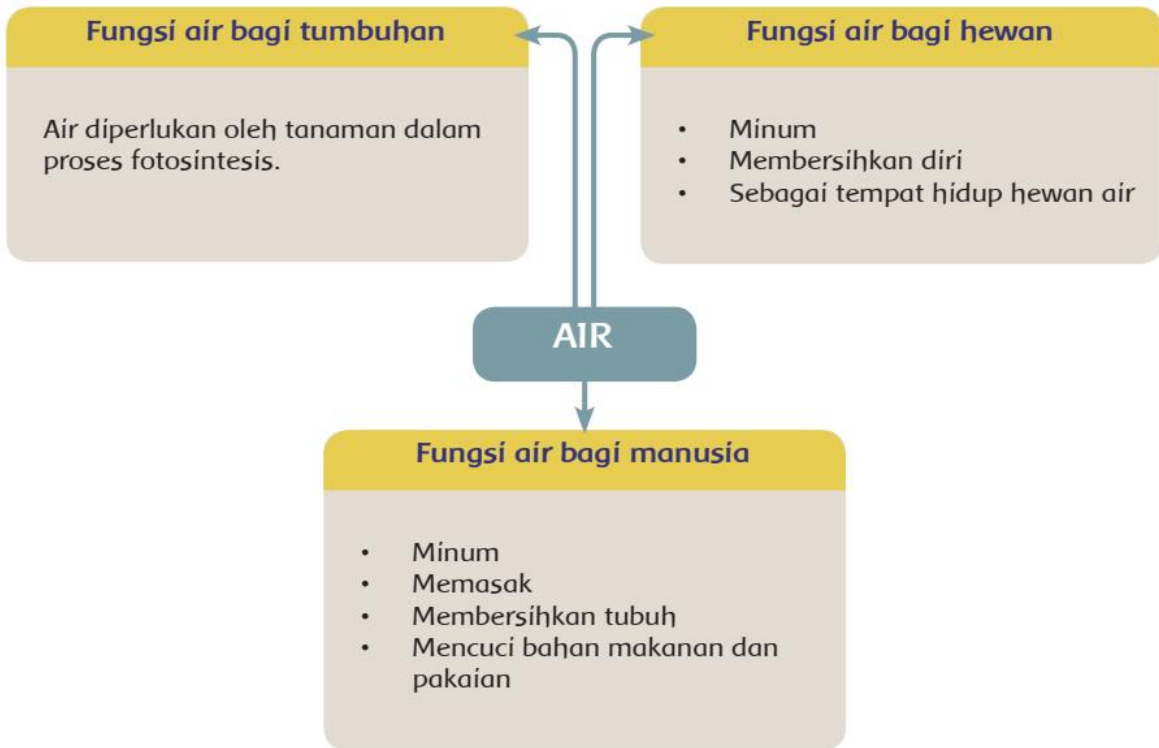 Fungsi air bagi tumbuhan
Air diperlukan oleh tanaman dalam
proses fotosintesis.
Fungsi air bagi hewan
• Minum
• Membersihkan diri
• Sebagai tempat hidup hewan air
AIR
Fungsi air bagi manusia
• Minum
• Memasak
• Membersihkan tubuh
• Mencuci bahan makanan dan
pakaian